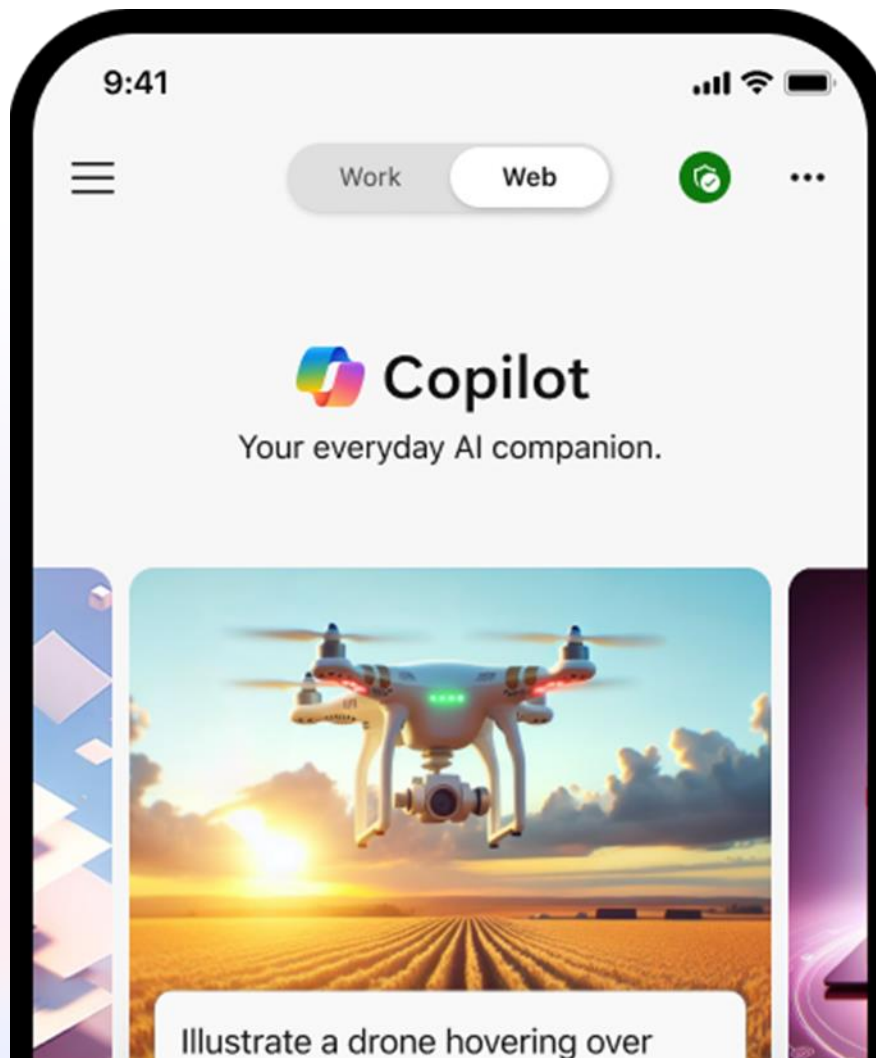 9:41
Work Web
Copilot
Your everyday AI companion.
Illustrate a drone hovering over